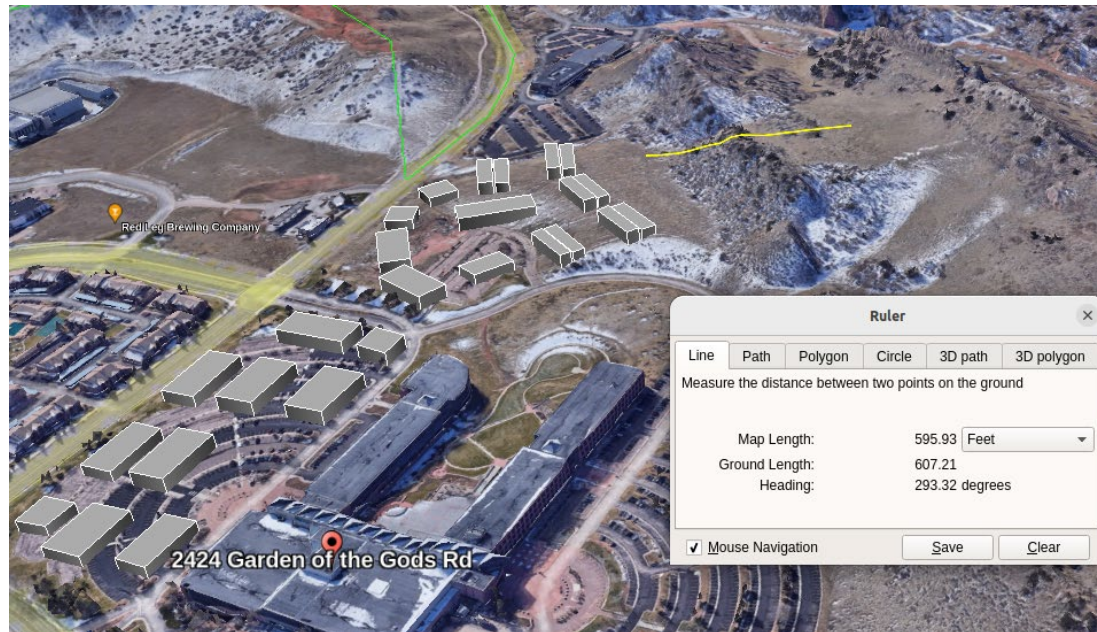 RedLeg Brewing Company
2424 Garden of the Gods Rd
Ruler
Line Path Polygon Circle 3D path 3D polygon
Measure the distance between two points on the ground
Map Length: 595.93 Feet
Ground Length: 607.21
Heading: 293.32 degrees
Mouse Navigation Save Clear